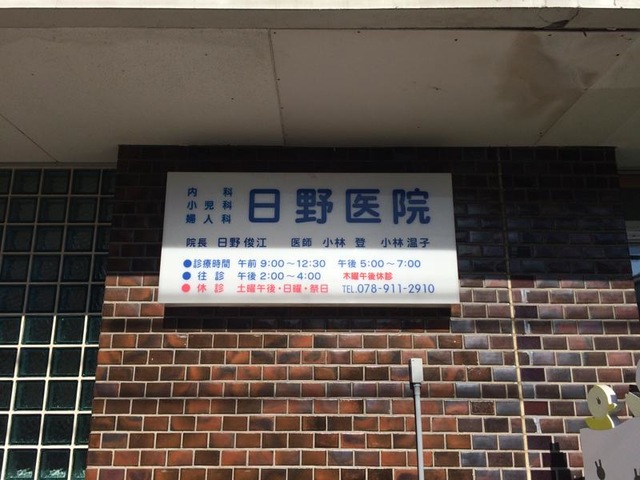 内科
小児科
婦人科
日野医院
院長 日野俊江 医師 小林 登 小林温子
●診療時間 午前9:00～12:30 午後5:00～7:00
●往診 午後2:00～4:00 木曜午後休診
●休診 土曜午後・日曜・祭日 TEL.078-911-2910